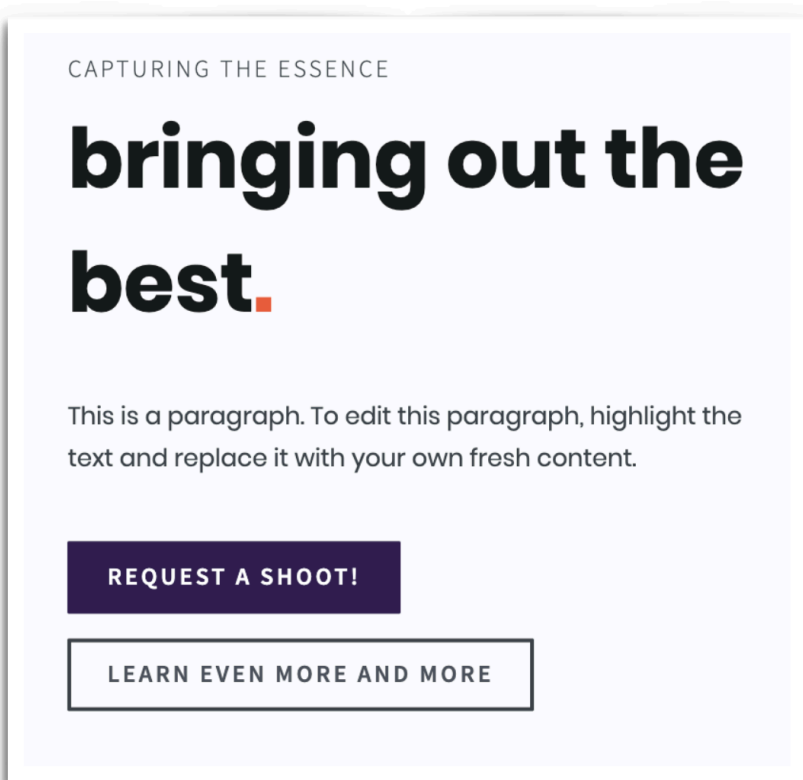 CAPTURING THE ESSENCE
bringing out the
best.
This is a paragraph. To edit this paragraph, highlight the
text and replace it with your own fresh content.
REQUEST A SHOOT!
LEARN EVEN MORE AND MORE